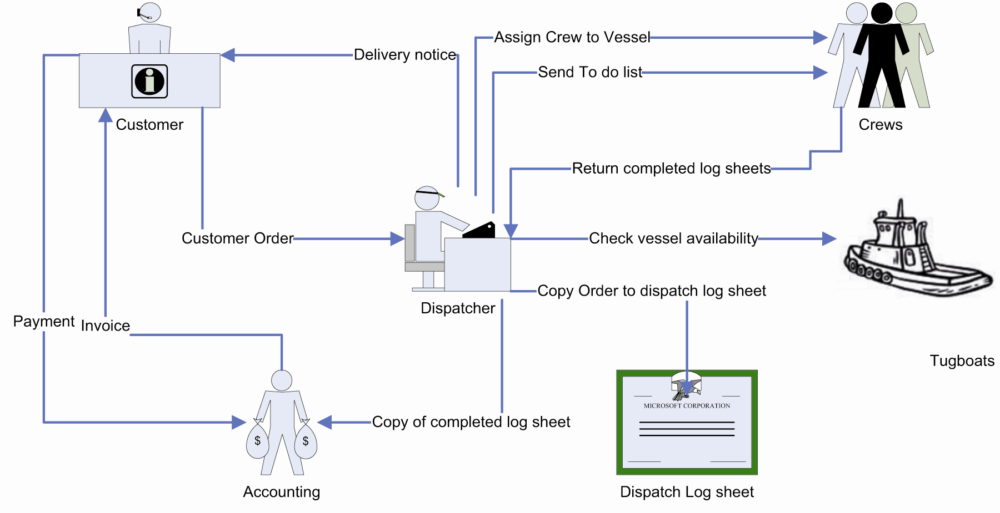 Assign Crew to Vessel
Delivery notice
Send To do list
i
Customer
Crews
Return completed log sheets
Customer Order
Check vessel availability
Copy Order to dispatch log sheet
Dispatcher
Payment
Invoice
Tugboats
MICROSOFT CORPORATION
Copy of completed log sheet
$
$
Accounting
Dispatch Log sheet